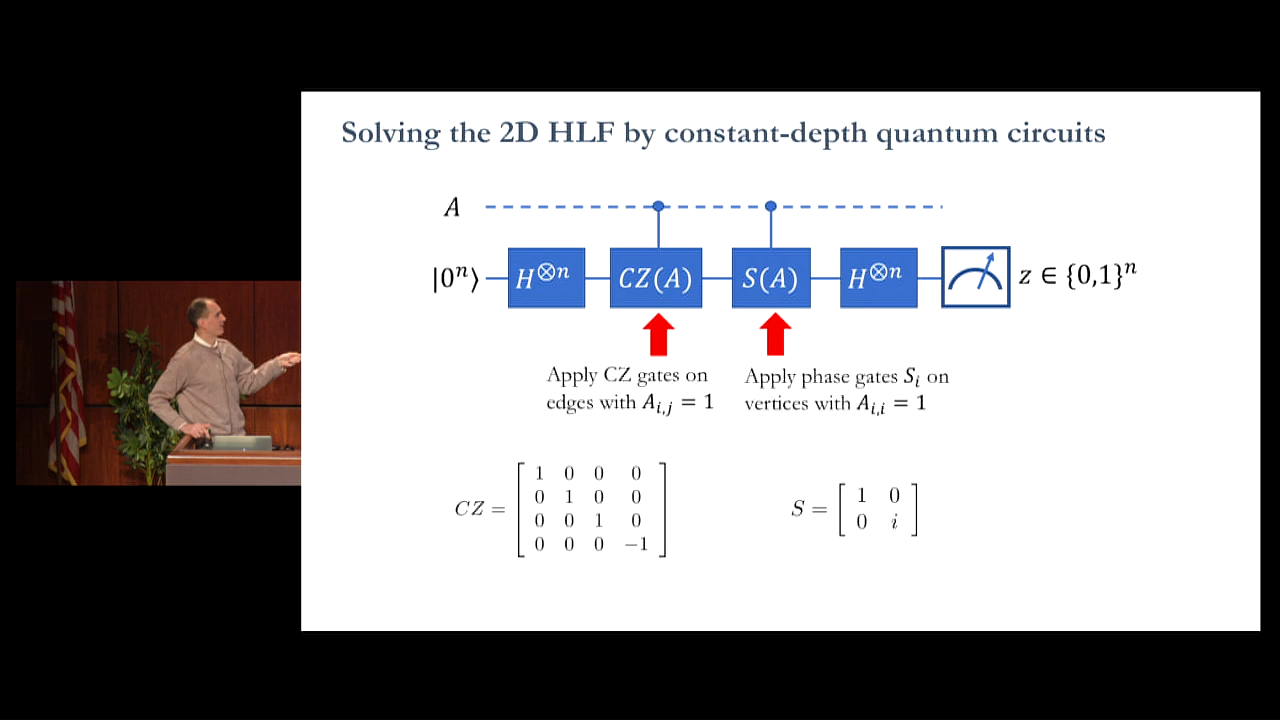 Solving the 2D HLF by constant-depth quantum circuits
A
|0ⁿ⟩ H^{⊗n} CZ(A) S(A) H^{⊗n} z ∈ {0,1}ⁿ
Apply CZ gates on
edges with A_{i,j} = 1
Apply phase gates S_i on
vertices with A_{i,i} = 1
CZ =
1 0 0 0
0 1 0 0
0 0 1 0
0 0 0 −1
S =
1 0
0 i